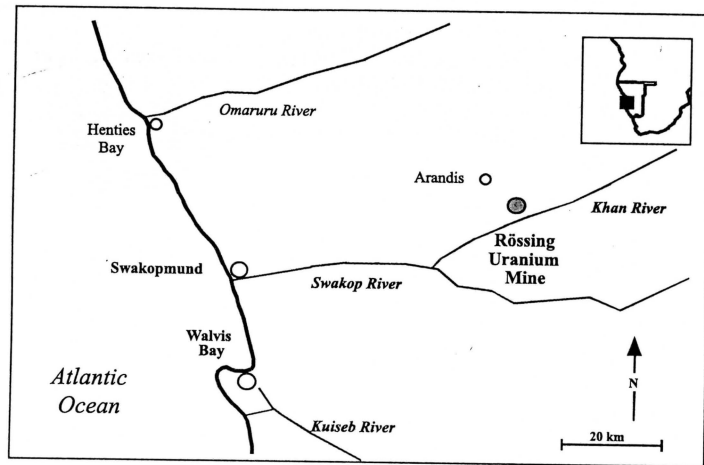 Omaruru River
Henties
Bay
Arandis
Khan River
Rössing
Uranium
Mine
Swakopmund
Swakop River
Walvis
Bay
Atlantic
Ocean
N
Kuiseb River
20 km